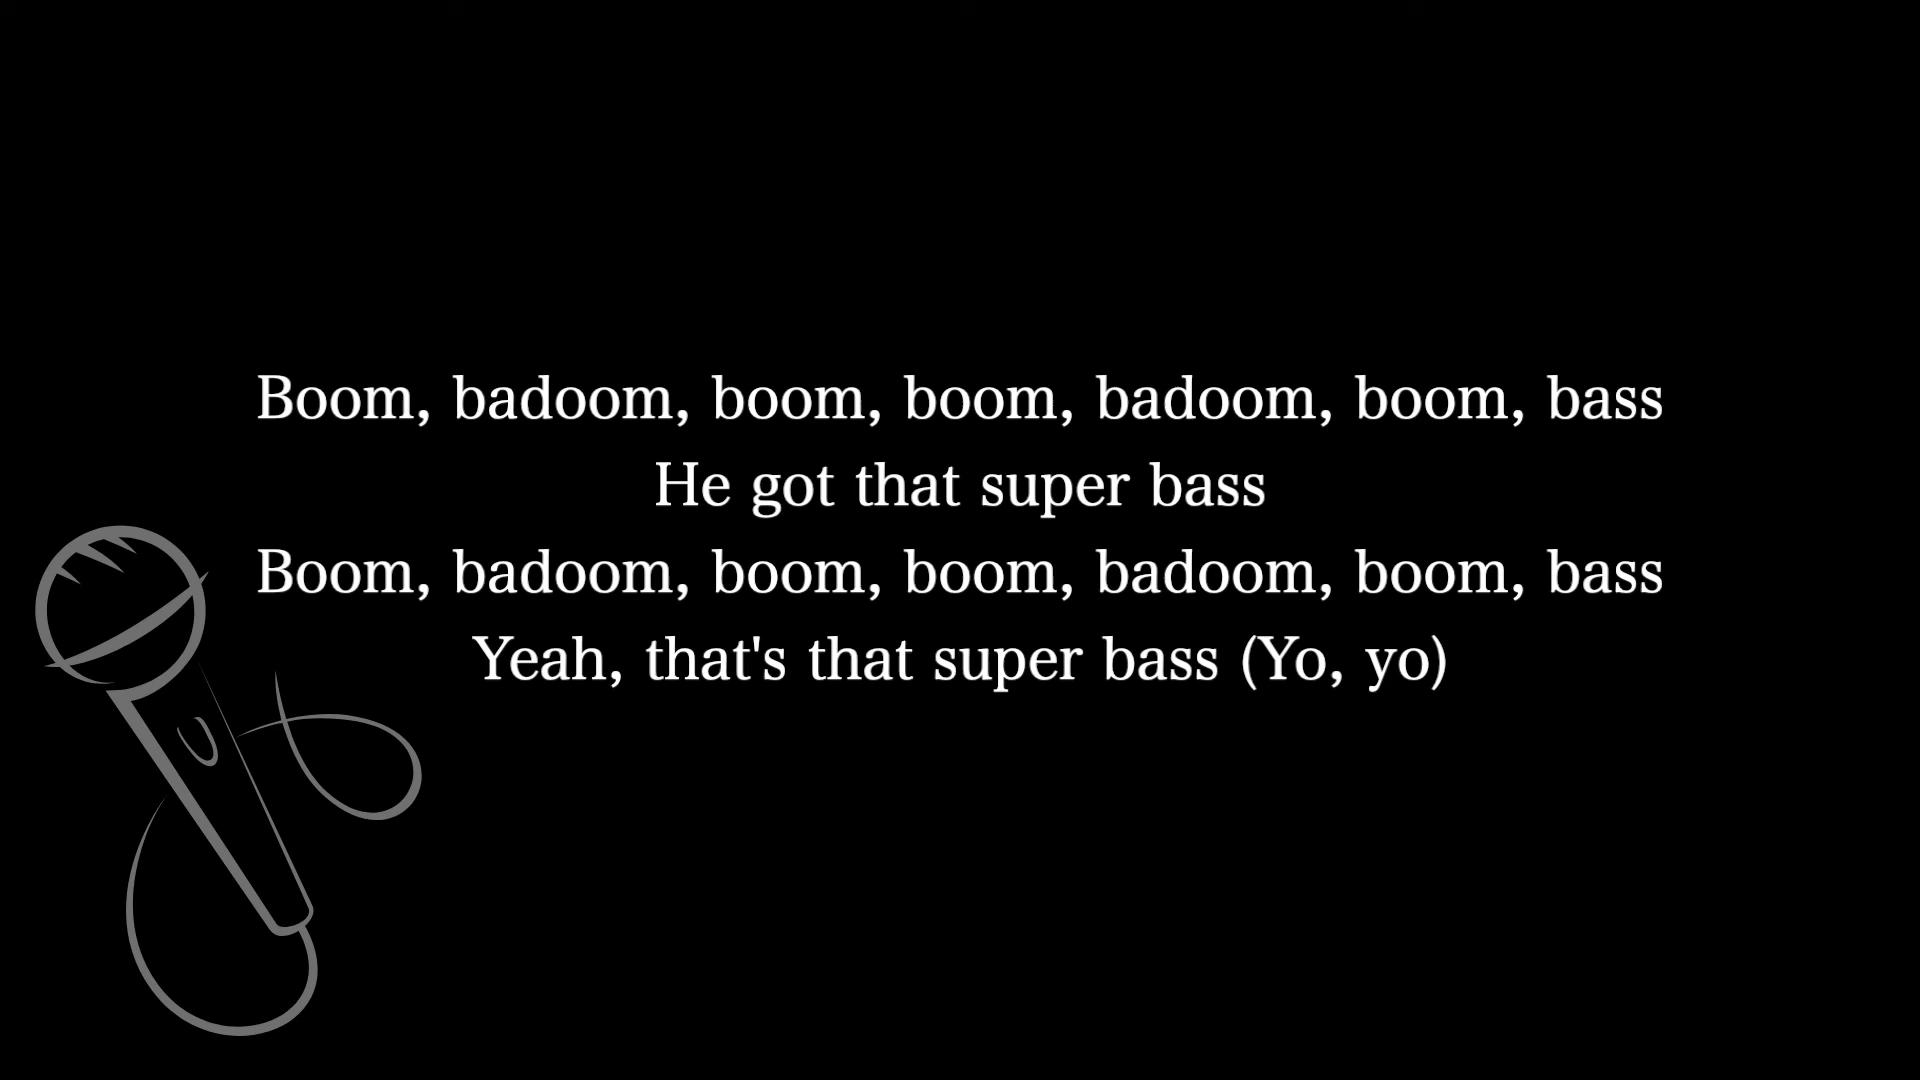 Boom, badoom, boom, boom, badoom, boom, bass
He got that super bass
Boom, badoom, boom, boom, badoom, boom, bass
Yeah, that's that super bass (Yo, yo)